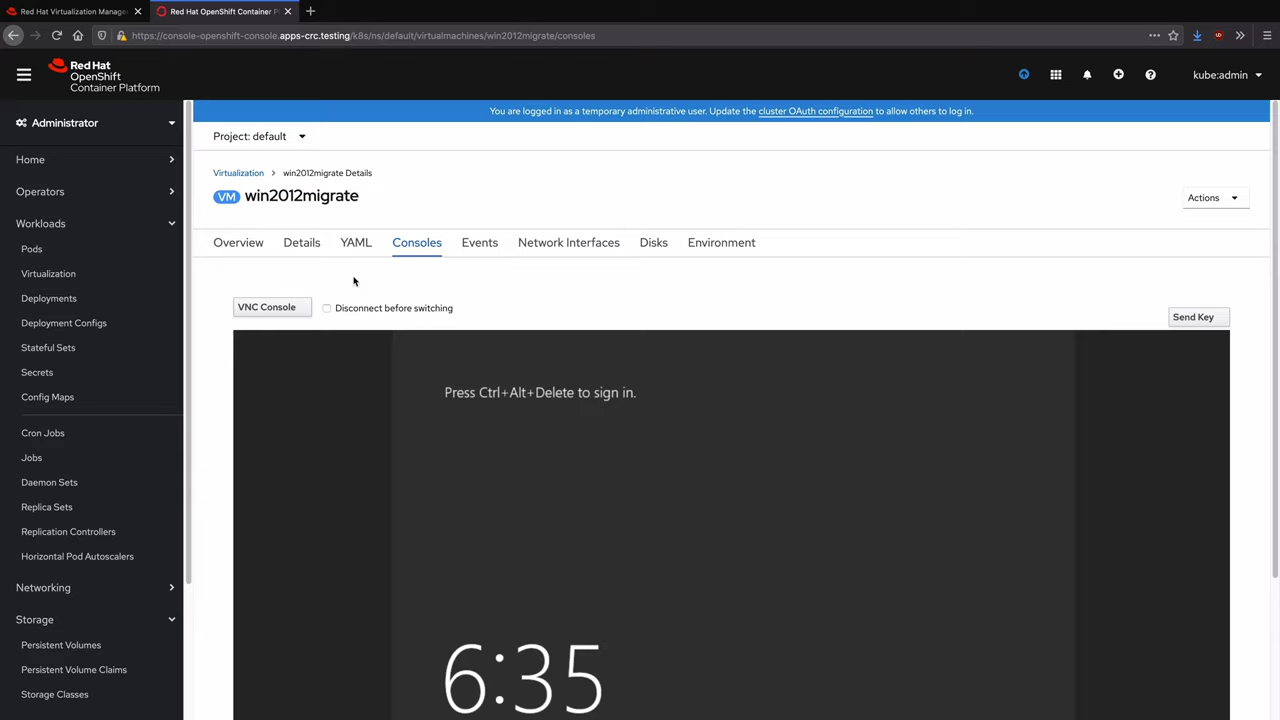 Red Hat Virtualization Manage
Red Hat OpenShift Container P
https://console-openshift-console.apps-crc.testing/k8s/ns/default/virtualmachines/win2012migrate/consoles
Red Hat
OpenShift
Container Platform
kube:admin
You are logged in as a temporary administrative user. Update the cluster OAuth configuration to allow others to log in.
Administrator
Home
Operators
Workloads
Pods
Virtualization
Deployments
Deployment Configs
Stateful Sets
Secrets
Config Maps
Cron Jobs
Jobs
Daemon Sets
Replica Sets
Replication Controllers
Horizontal Pod Autoscalers
Networking
Storage
Persistent Volumes
Persistent Volume Claims
Storage Classes
Project: default
Virtualization > win2012migrate Details
VM win2012migrate
Actions
Overview Details YAML Consoles Events Network Interfaces Disks Environment
VNC Console Disconnect before switching
Send Key
Press Ctrl+Alt+Delete to sign in.
6:35